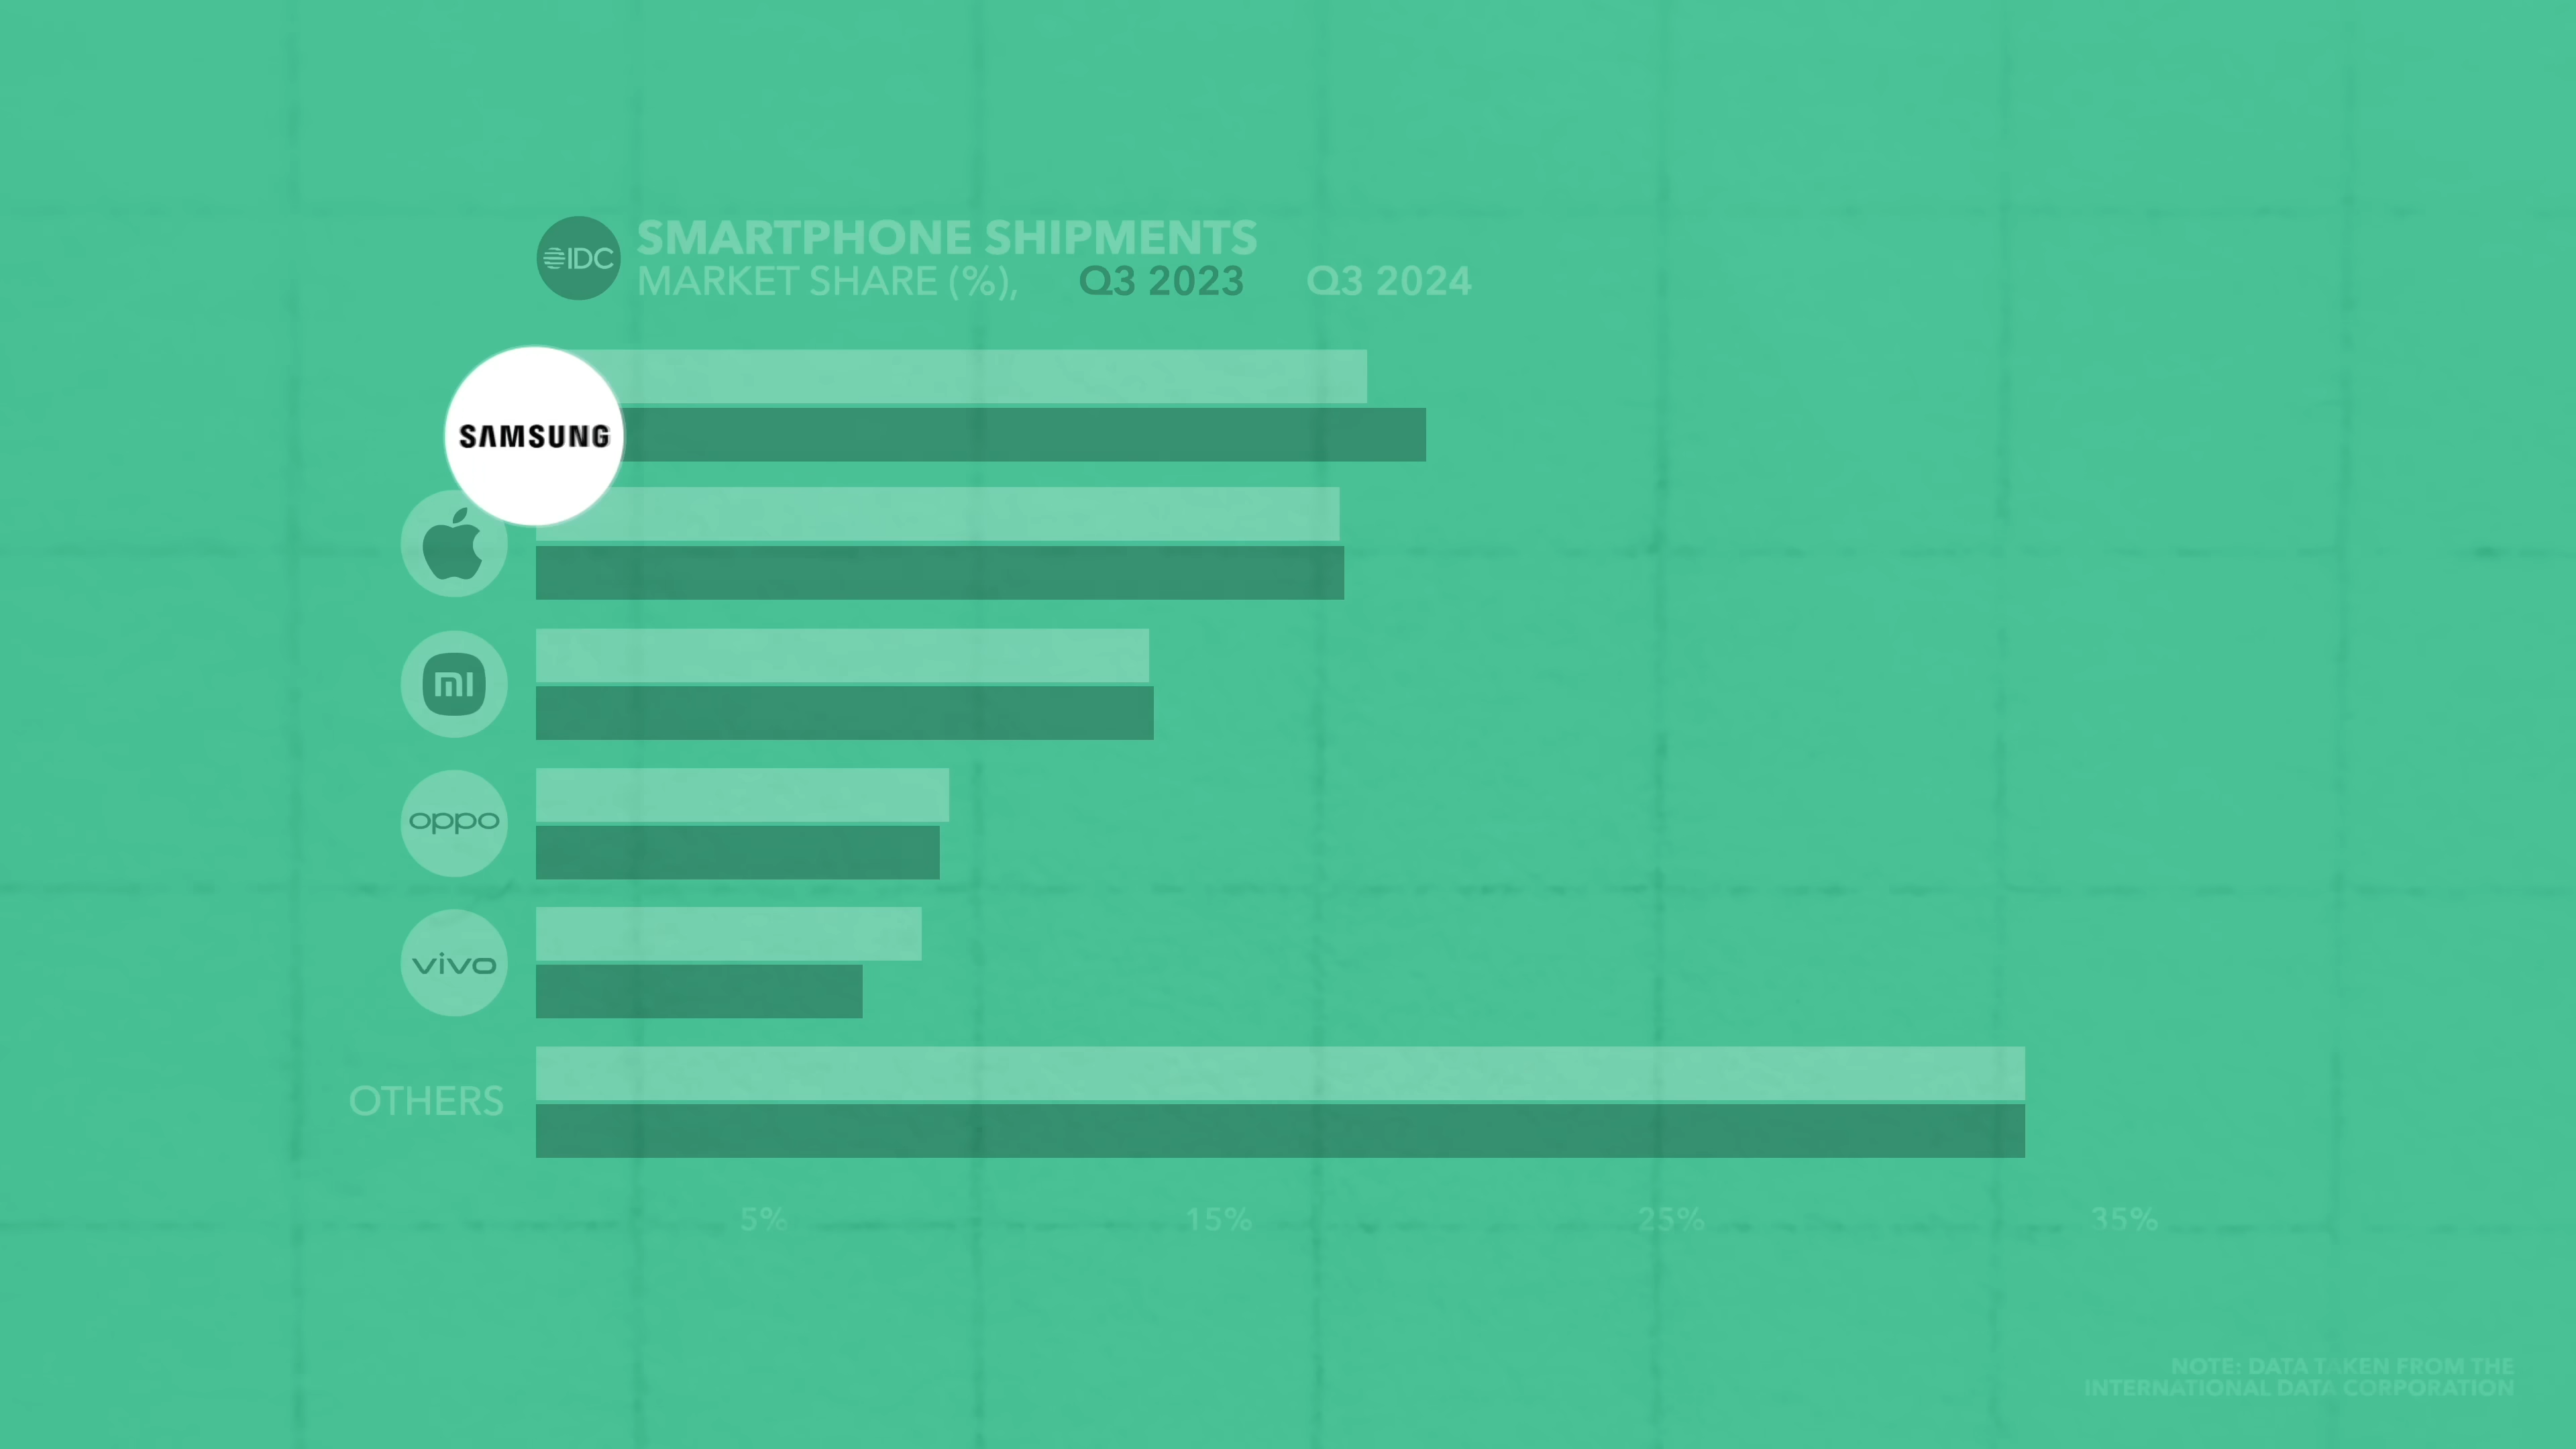 IDC
SMARTPHONE SHIPMENTS
MARKET SHARE (%), Q3 2023 Q3 2024
SAMSUNG
mi
oppo
vivo
OTHERS
5% 15% 25% 35%
NOTE: DATA TAKEN FROM THE
INTERNATIONAL DATA CORPORATION